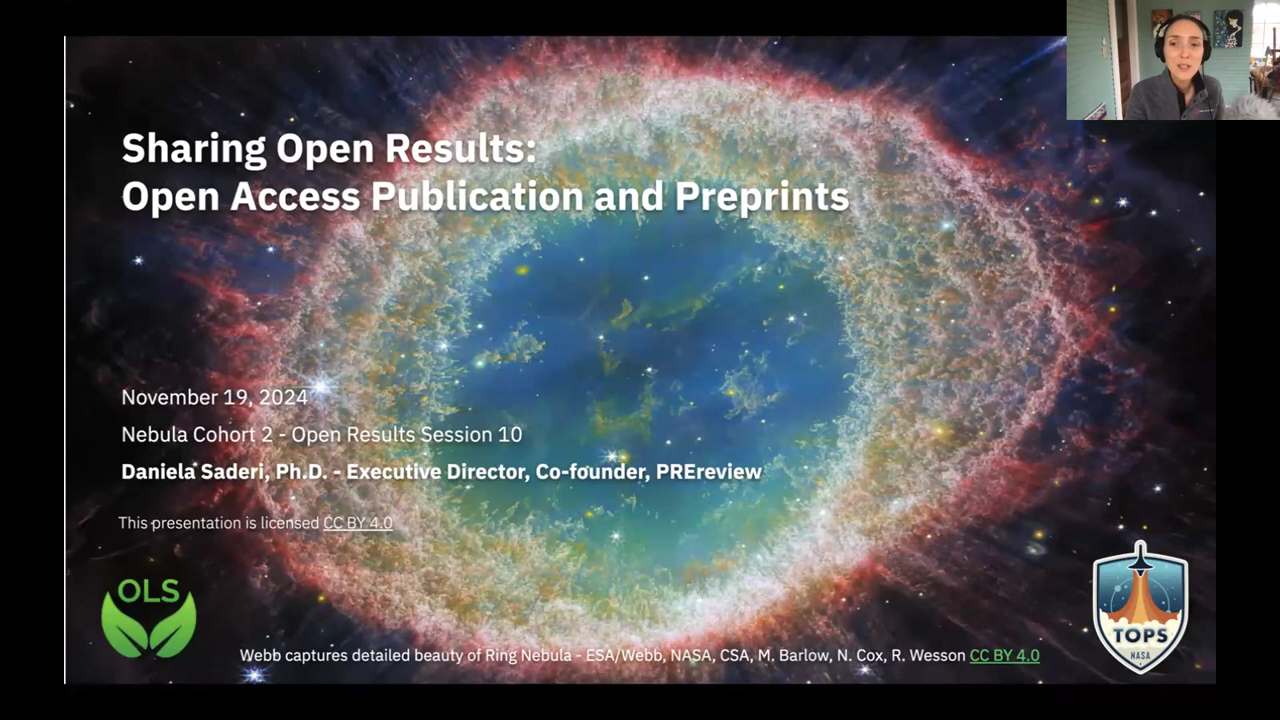 Sharing Open Results:
Open Access Publication and Preprints
November 19, 2024
Nebula Cohort 2 - Open Results Session 10
Daniela Saderi, Ph.D. - Executive Director, Co-founder, PREreview
This presentation is licensed CC BY 4.0
OLS
TOPS
NASA
Webb captures detailed beauty of Ring Nebula - ESA/Webb, NASA, CSA, M. Barlow, N. Cox, R. Wesson CC BY 4.0